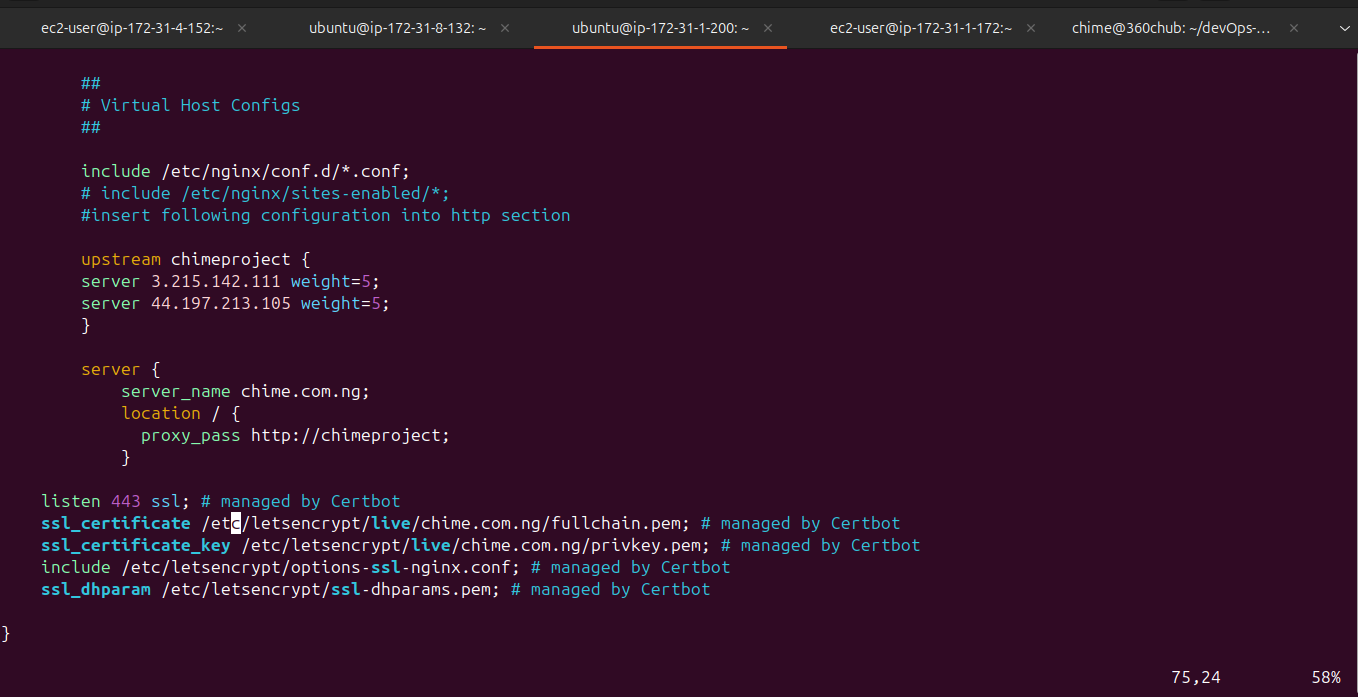 ec2-user@ip-172-31-4-152:~ × ubuntu@ip-172-31-8-132: ~ × ubuntu@ip-172-31-1-200: ~ × ec2-user@ip-172-31-1-172:~ × chime@360chub: ~/devOps-... ×
##
# Virtual Host Configs
##
include /etc/nginx/conf.d/*.conf;
# include /etc/nginx/sites-enabled/*;
#insert following configuration into http section
upstream chimeproject {
server 3.215.142.111 weight=5;
server 44.197.213.105 weight=5;
}
server {
server_name chime.com.ng;
location / {
proxy_pass http://chimeproject;
}
listen 443 ssl; # managed by Certbot
ssl_certificate /etc/letsencrypt/live/chime.com.ng/fullchain.pem; # managed by Certbot
ssl_certificate_key /etc/letsencrypt/live/chime.com.ng/privkey.pem; # managed by Certbot
include /etc/letsencrypt/options-ssl-nginx.conf; # managed by Certbot
ssl_dhparam /etc/letsencrypt/ssl-dhparams.pem; # managed by Certbot
}
75,24 58%